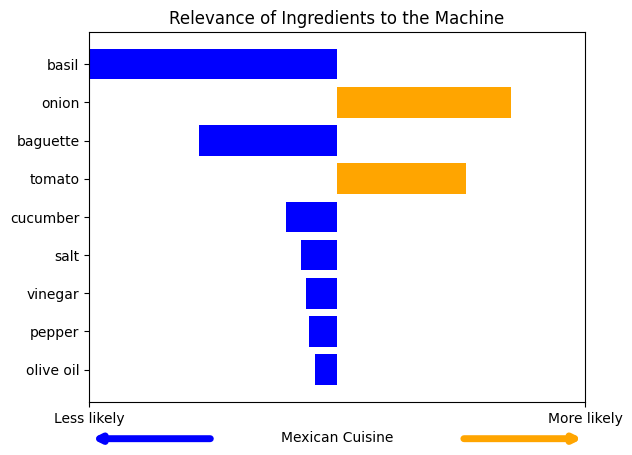 Relevance of Ingredients to the Machine
basil
onion
baguette
tomato
cucumber
salt
vinegar
pepper
olive oil
Less likely
More likely
Mexican Cuisine